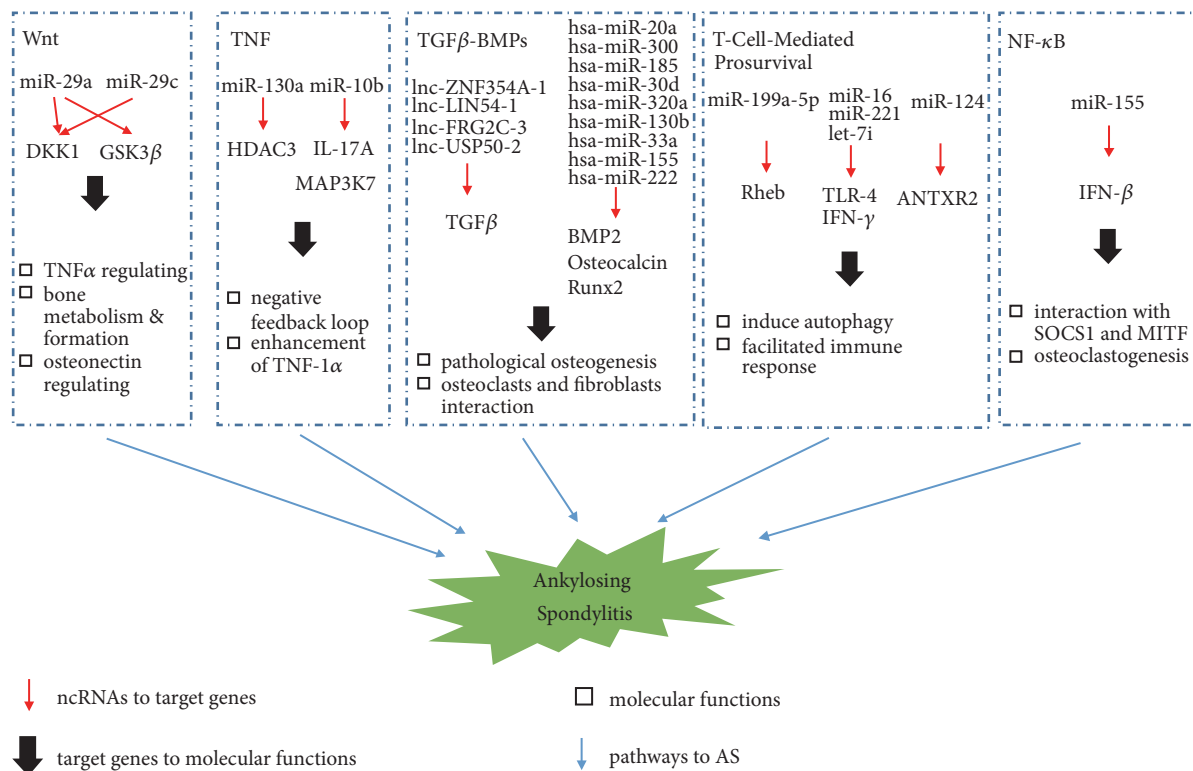 Wnt
miR-29a miR-29c
DKK1 GSK3β
TNFα regulating
bone
metabolism &
formation
osteonectin
regulating
TNF
miR-130a miR-10b
HDAC3 IL-17A
MAP3K7
negative
feedback loop
enhancement
of TNF-1α
TGFβ-BMPs
lnc-ZNF354A-1
lnc-LIN54-1
lnc-FRG2C-3
lnc-USP50-2
TGFβ
hsa-miR-20a
hsa-miR-300
hsa-miR-185
hsa-miR-30d
hsa-miR-320a
hsa-miR-130b
hsa-miR-33a
hsa-miR-155
hsa-miR-222
BMP2
Osteocalcin
Runx2
pathological osteogenesis
osteoclasts and fibroblasts
interaction
T-Cell-Mediated
Prosurvival
miR-199a-5p
Rheb
miR-16
miR-221
let-7i
TLR-4
IFN-γ
miR-124
ANTXR2
induce autophagy
facilitated immune
response
NF-κB
miR-155
IFN-β
interaction with
SOCS1 and MITF
osteoclastogenesis
Ankylosing
Spondylitis
ncRNAs to target genes
target genes to molecular functions
molecular functions
pathways to AS